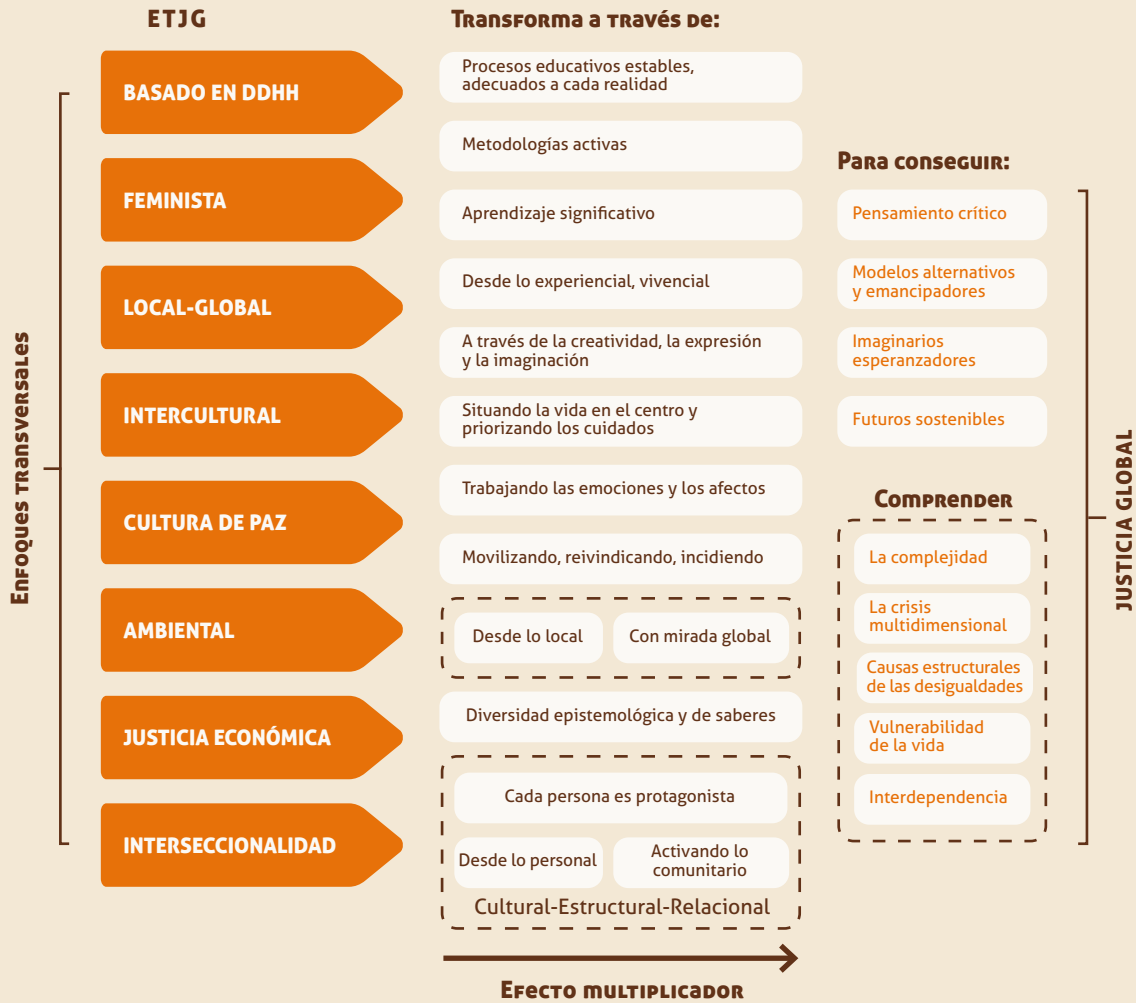 ETJG
Transforma a través de:
Enfoques transversales
BASADO EN DDHH
FEMINISTA
LOCAL-GLOBAL
INTERCULTURAL
CULTURA DE PAZ
AMBIENTAL
JUSTICIA ECONÓMICA
INTERSECCIONALIDAD
Procesos educativos estables,
adecuados a cada realidad
Metodologías activas
Aprendizaje significativo
Desde lo experiencial, vivencial
A través de la creatividad, la expresión
y la imaginación
Situando la vida en el centro y
priorizando los cuidados
Trabajando las emociones y los afectos
Movilizando, reivindicando, incidiendo
Desde lo local
Con mirada global
Diversidad epistemológica y de saberes
Cada persona es protagonista
Desde lo personal
Activando lo
comunitario
Cultural-Estructural-Relacional
Efecto multiplicador
Para conseguir:
Pensamiento crítico
Modelos alternativos
y emancipadores
Imaginarios
esperanzadores
Futuros sostenibles
Comprender
La complejidad
La crisis
multidimensional
Causas estructurales
de las desigualdades
Vulnerabilidad
de la vida
Interdependencia
JUSTICIA GLOBAL